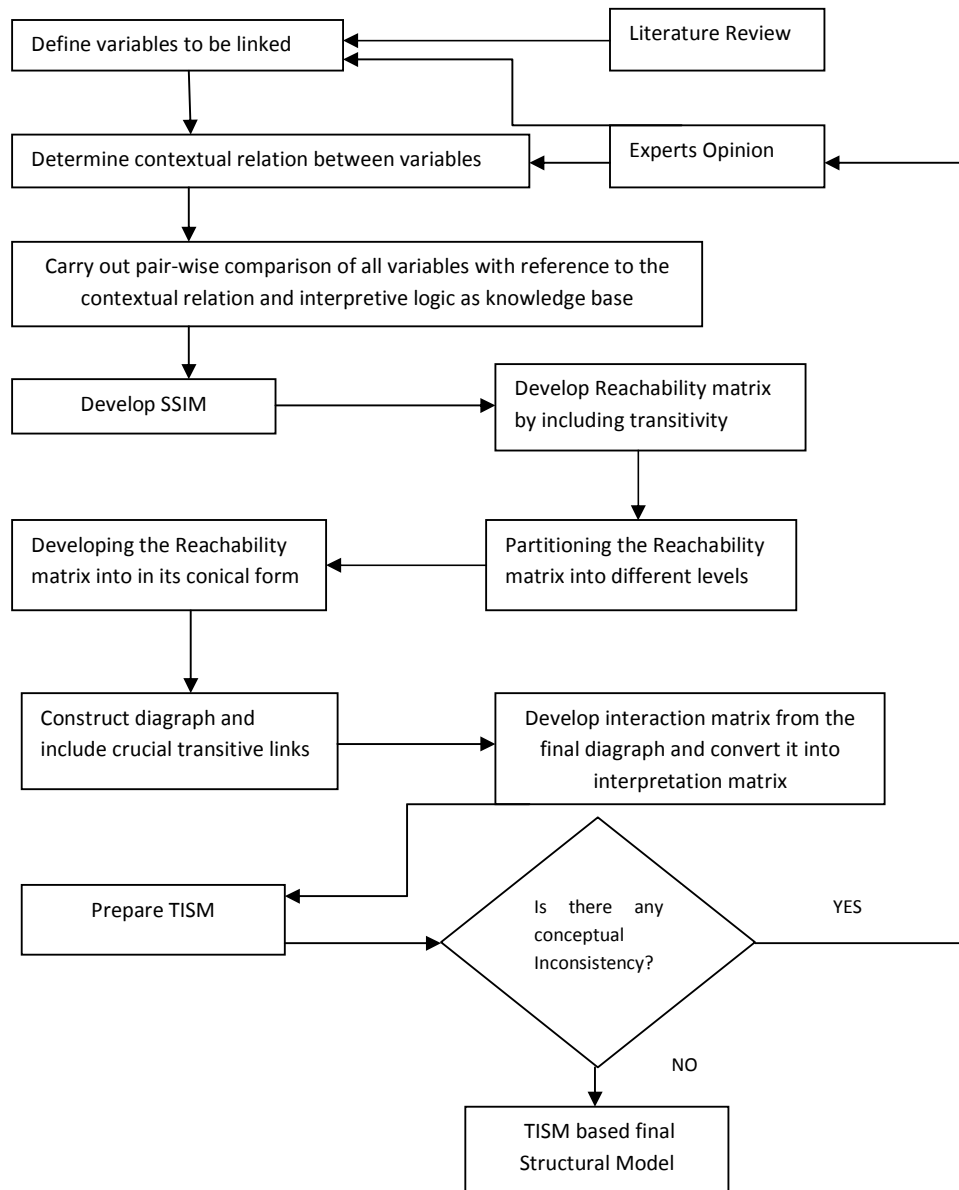 Define variables to be linked
Literature Review
Determine contextual relation between variables
Experts Opinion
Carry out pair-wise comparison of all variables with reference to the
contextual relation and interpretive logic as knowledge base
Develop SSIM
Develop Reachability matrix
by including transitivity
Developing the Reachability
matrix into in its conical form
Partitioning the Reachability
matrix into different levels
Construct diagraph and
include crucial transitive links
Develop interaction matrix from the
final diagraph and convert it into
interpretation matrix
Prepare TISM
Is there any
conceptual
Inconsistency?
YES
NO
TISM based final
Structural Model